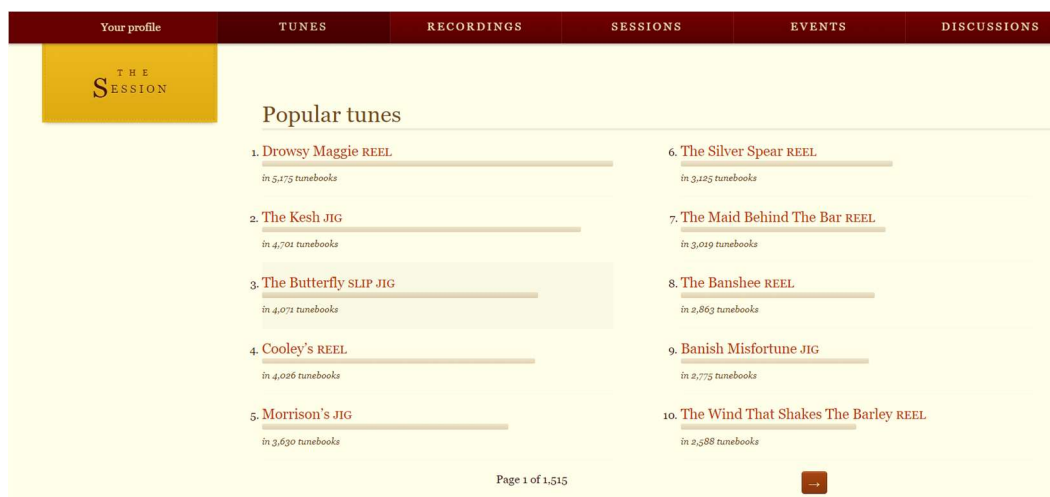 Your profile
TUNES
RECORDINGS
SESSIONS
EVENTS
DISCUSSIONS
THE
SESSION
Popular tunes
1. Drowsy Maggie REEL
in 5,175 tunebooks
2. The Kesh JIG
in 4,701 tunebooks
3. The Butterfly SLIP JIG
in 4,071 tunebooks
4. Cooley's REEL
in 4,026 tunebooks
5. Morrison's JIG
in 3,630 tunebooks
6. The Silver Spear REEL
in 3,125 tunebooks
7. The Maid Behind The Bar REEL
in 3,019 tunebooks
8. The Banshee REEL
in 2,863 tunebooks
9. Banish Misfortune JIG
in 2,775 tunebooks
10. The Wind That Shakes The Barley REEL
in 2,588 tunebooks
Page 1 of 1,515
→